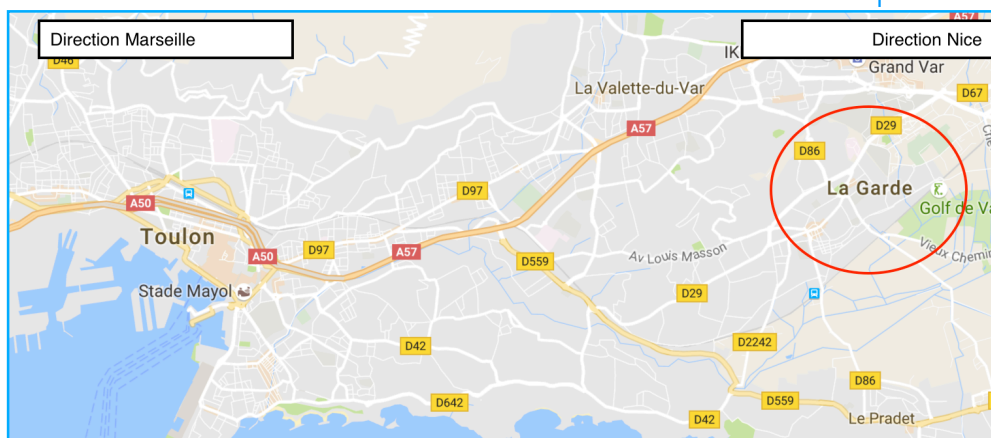 A57
Direction Marseille
Direction Nice
D46
IK
Grand Var
La Valette-du-Var
D67
A57
D29
D86
La Garde
D97
A50
Golf de Va
Toulon
D97
A57
A50
D559
Av Louis Masson
Vieux Chemin
Stade Mayol
D29
D42
D2242
D86
D642
D559
D42
Le Pradet